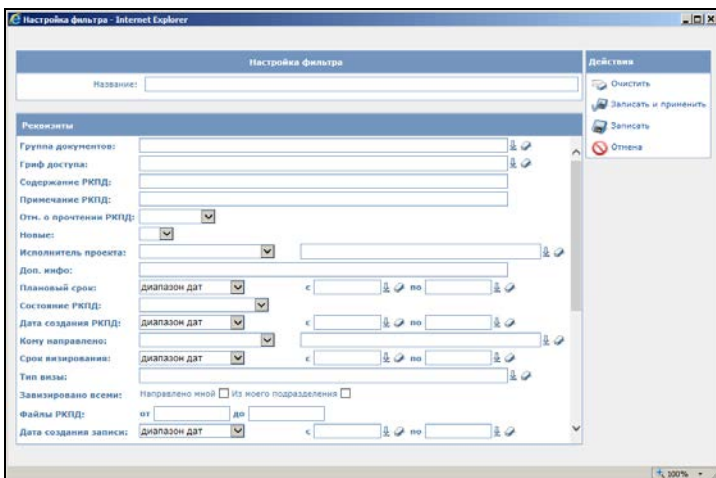 Настройка фильтра - Internet Explorer
Настройка фильтра
Название:
Действия
Очистить
Записать и применить
Записать
Отмена
Реквизиты
Группа документов:
Гриф доступа:
Содержание РКПД:
Примечание РКПД:
Отм. о прочтении РКПД:
Новые:
Исполнитель проекта:
Доп. инфо:
Плановый срок: диапазон дат с по
Состояние РКПД:
Дата создания РКПД: диапазон дат с по
Кому направлено:
Срок визирования: диапазон дат с по
Тип визы:
Завизировано всеми: Направлено мной Из моего подразделения
Файлы РКПД: от до
Дата создания записи: диапазон дат с по
100%